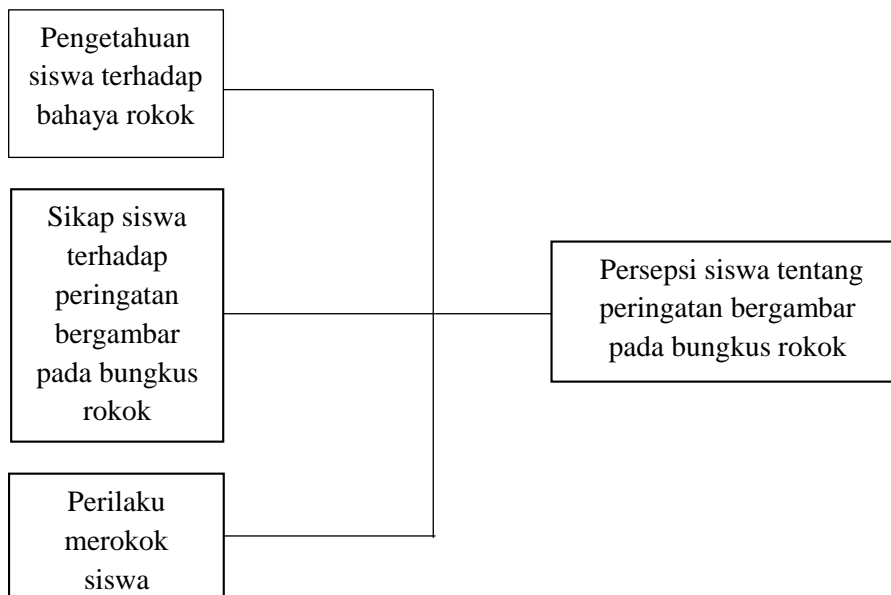 Pengetahuan
siswa terhadap
bahaya rokok
Sikap siswa
terhadap
peringatan
bergambar
pada bungkus
rokok
Persepsi siswa tentang
peringatan bergambar
pada bungkus rokok
Perilaku
merokok
siswa